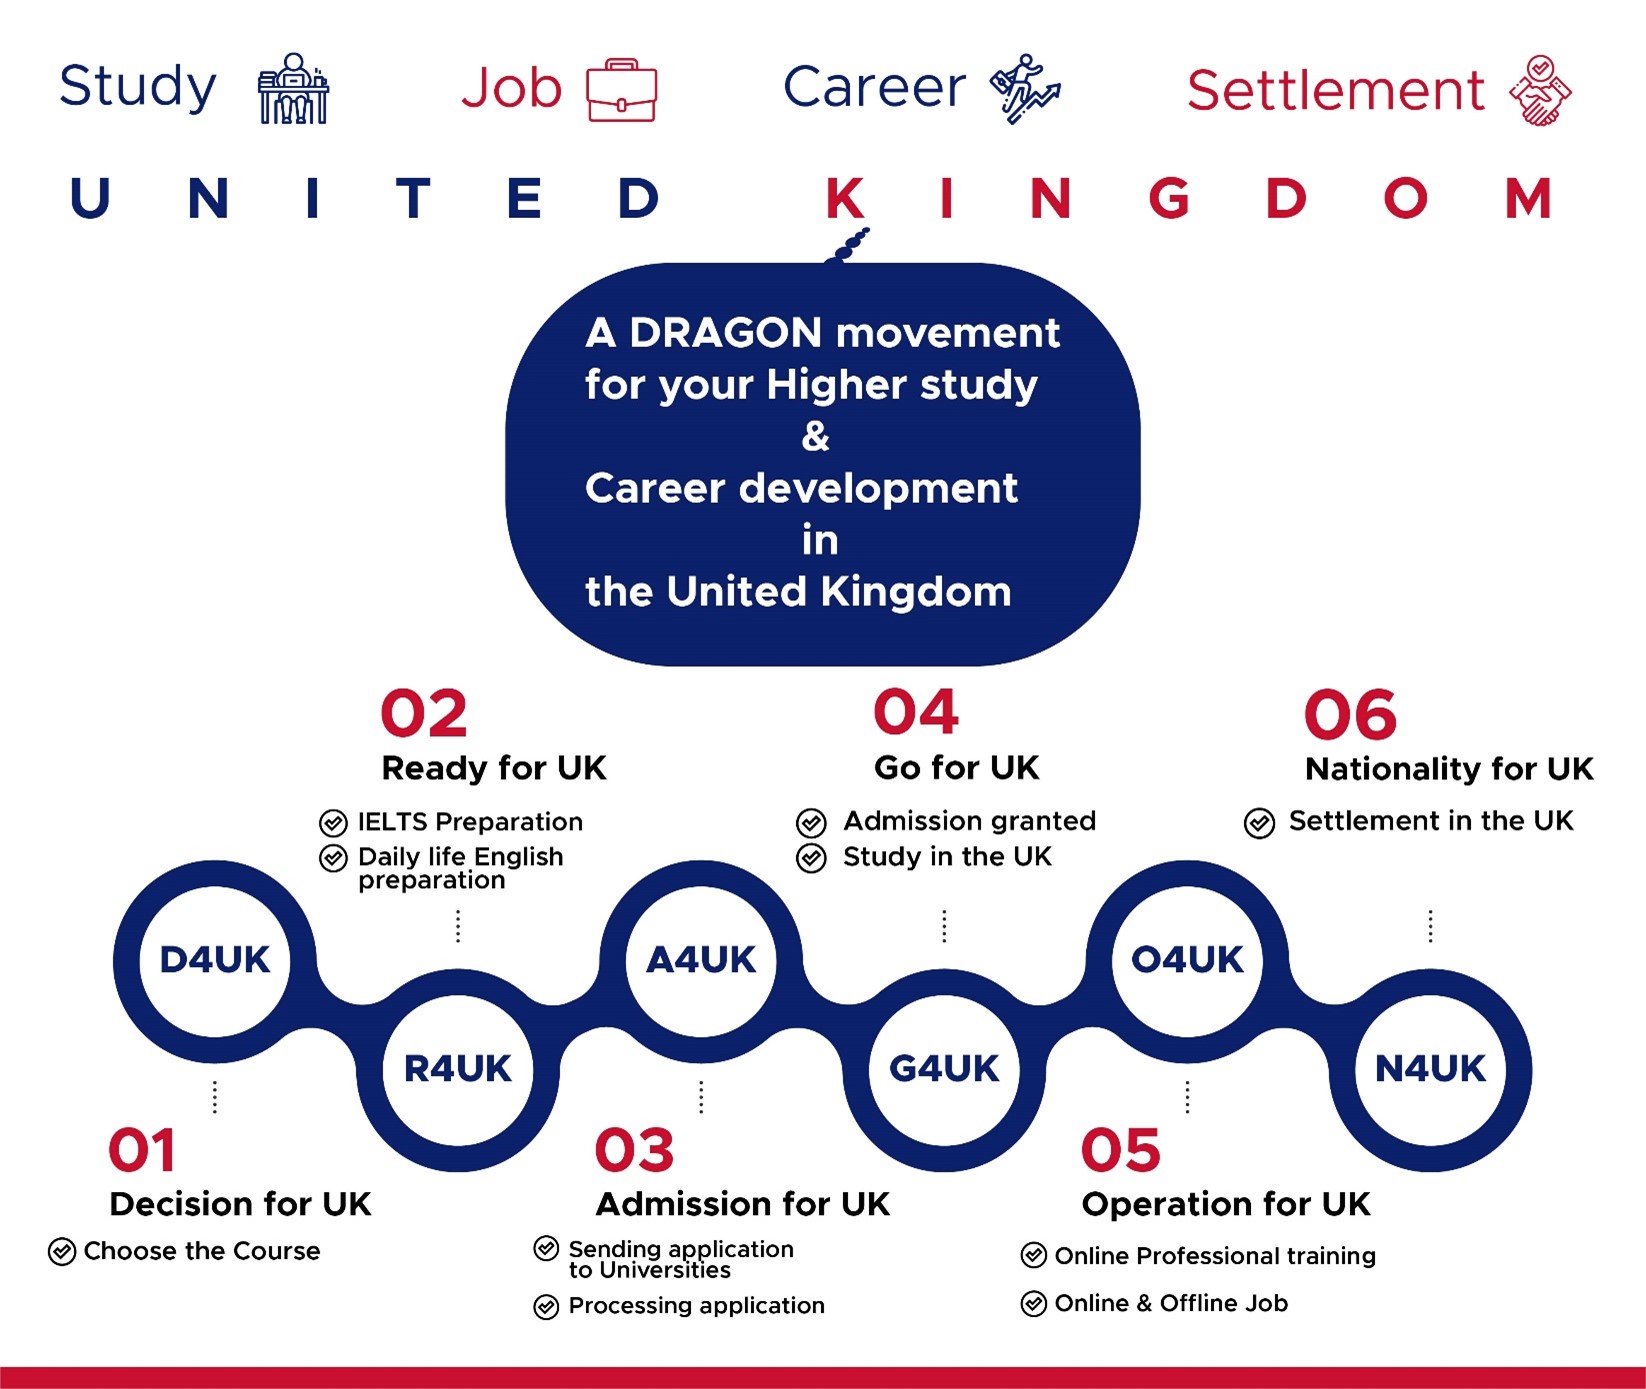 Study
Job
Career
Settlement
UNITED KINGDOM
A DRAGON movement
for your Higher study
&
Career development
in
the United Kingdom
02
Ready for UK
IELTS Preparation
Daily life English
preparation
04
Go for UK
Admission granted
Study in the UK
06
Nationality for UK
Settlement in the UK
D4UK
R4UK
A4UK
G4UK
O4UK
N4UK
01
Decision for UK
Choose the Course
03
Admission for UK
Sending application
to Universities
Processing application
05
Operation for UK
Online Professional training
Online & Offline Job